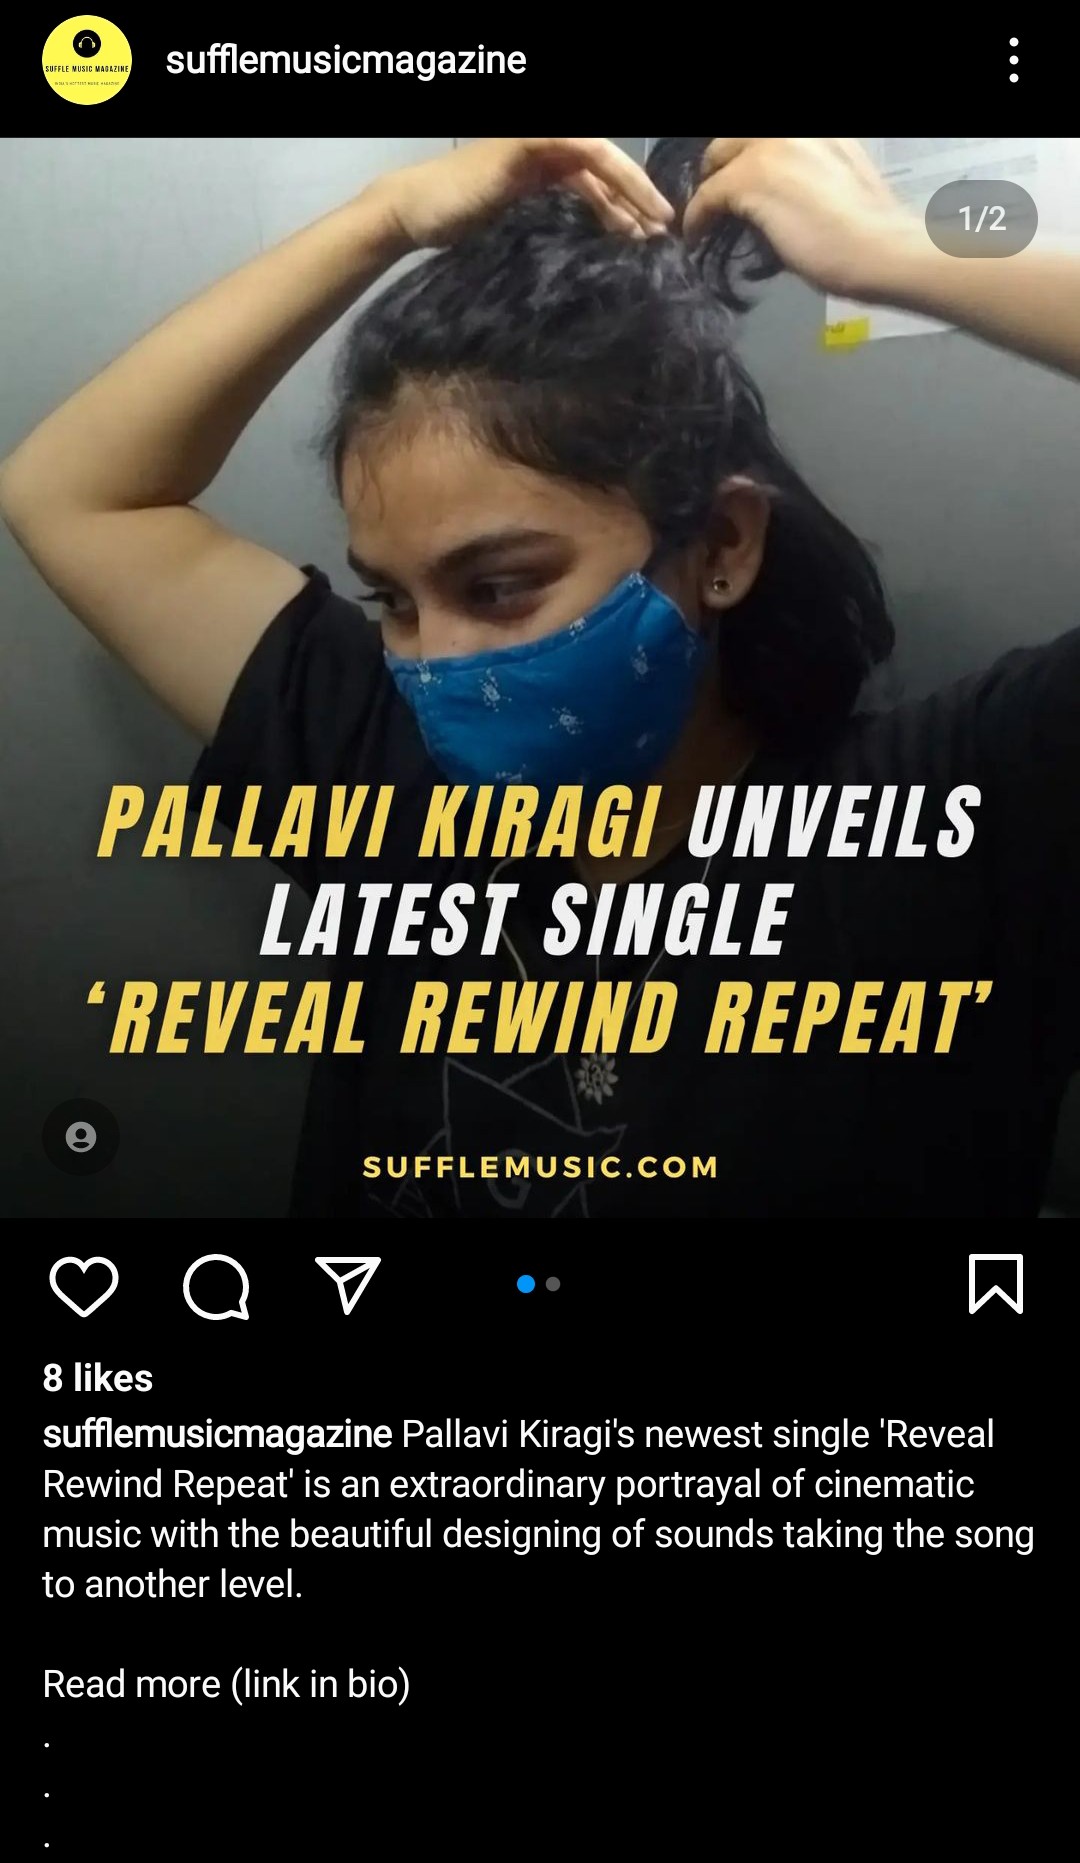 SUFFLE MUSIC MAGAZINE
sufflemusicmagazine
1/2
PALLAVI KIRAGI UNVEILS
LATEST SINGLE
‘REVEAL REWIND REPEAT’
SUFFLEMUSIC.COM
8 likes
sufflemusicmagazine Pallavi Kiragi's newest single 'Reveal
Rewind Repeat' is an extraordinary portrayal of cinematic
music with the beautiful designing of sounds taking the song
to another level.
Read more (link in bio)
.
.
.